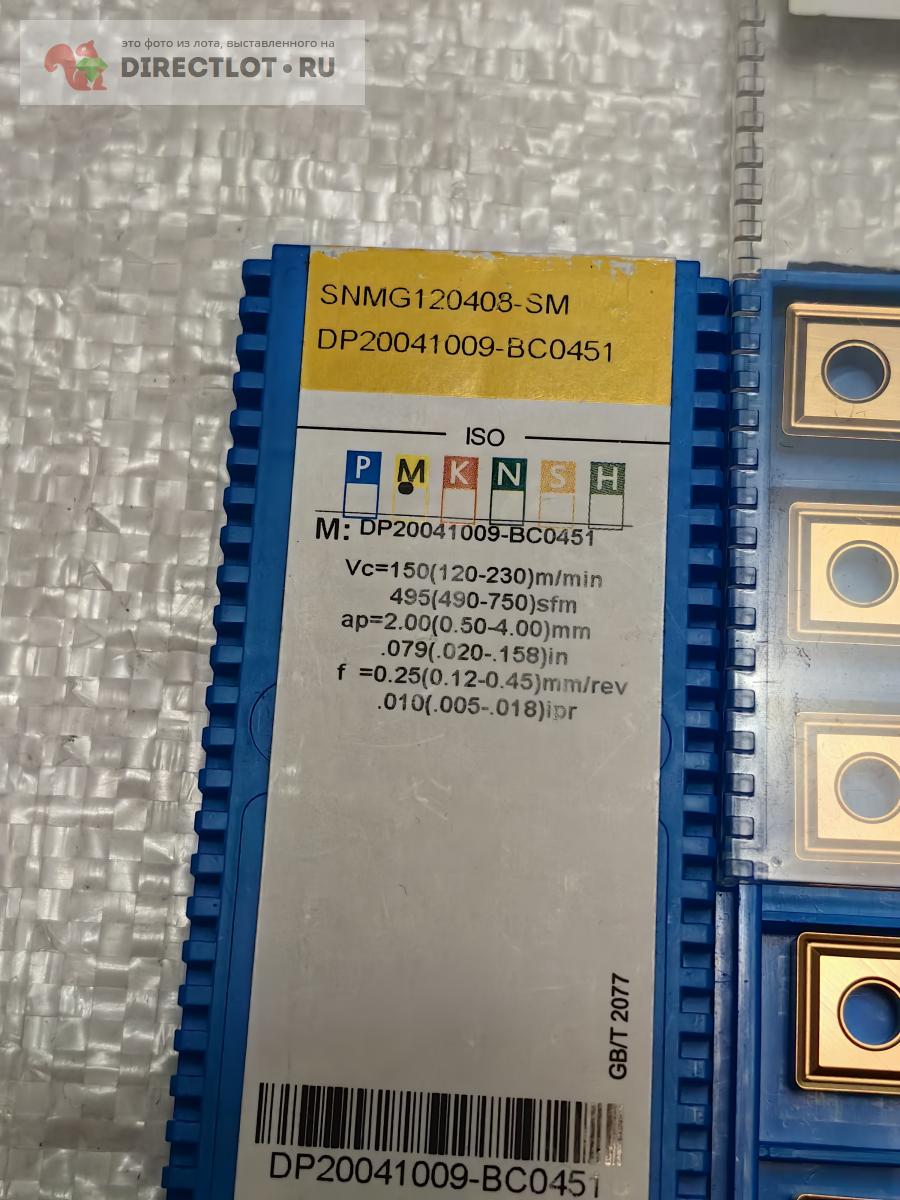 это фото из лота, выставленного на
DIRECTLOT.RU
SNMG120408-SM
DP20041009-BC0451
ISO
P M K N S H
M: DP20041009-BC0451
Vc=150(120-230)m/min
495(490-750)sfm
ap=2.00(0.50-4.00)mm
.079(.020-.158)in
f =0.25(0.12-0.45)mm/rev
.010(.005-.018)ipr
GB/T 2077
DP20041009-BC0451